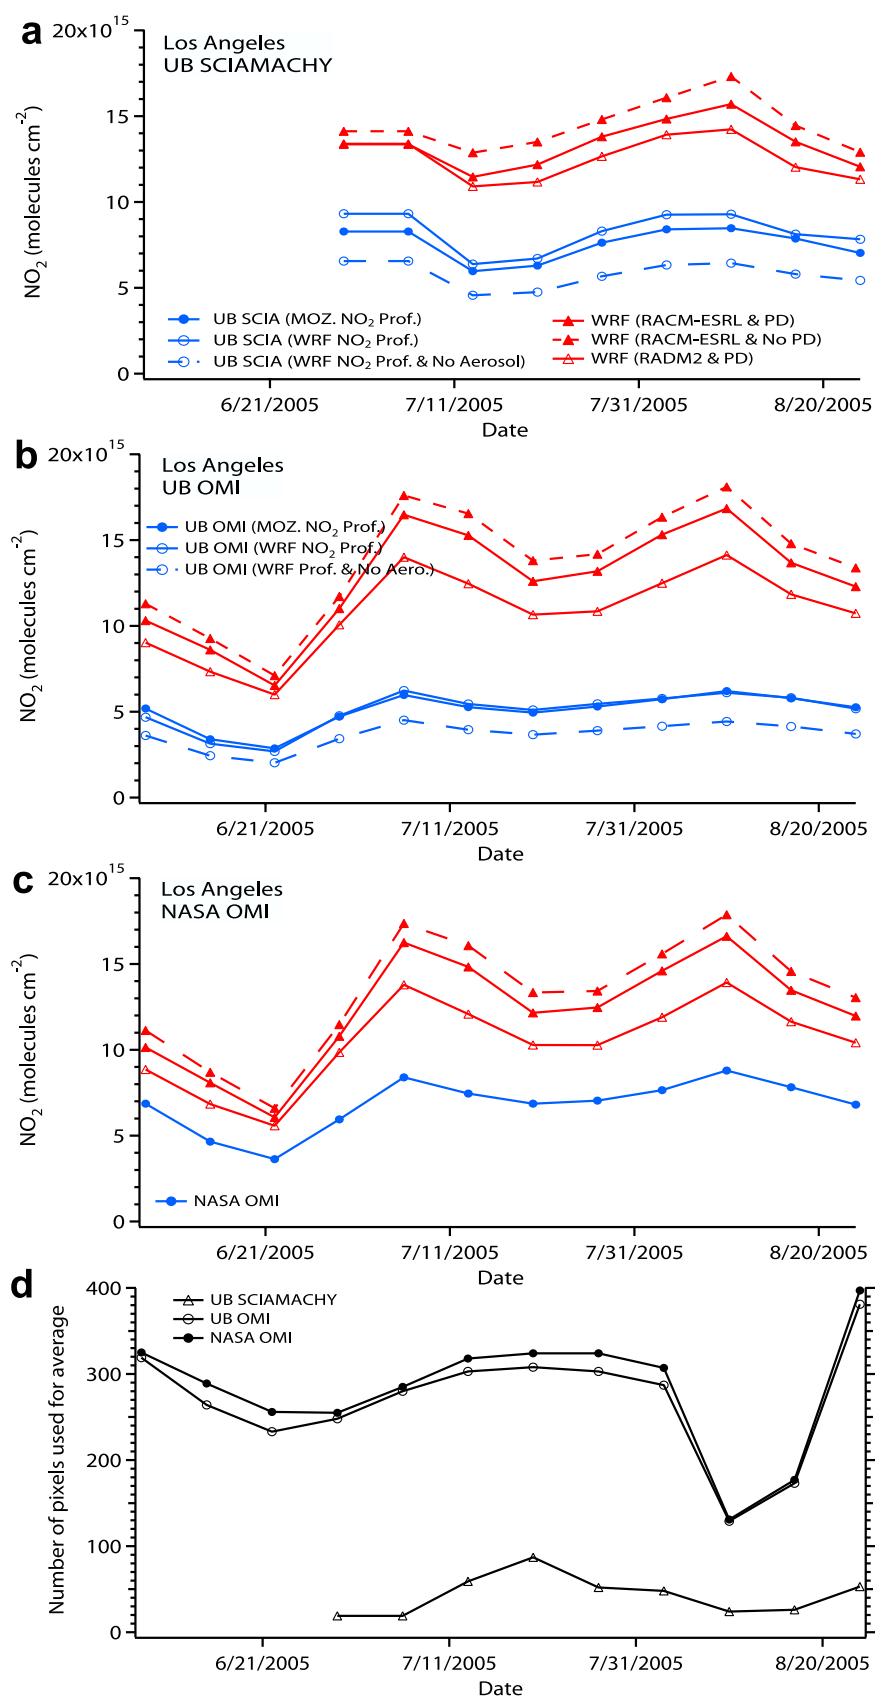 a
20x10¹⁵
Los Angeles
UB SCIAMACHY
15
10
5
0
NO₂ (molecules cm⁻²)
UB SCIA (MOZ. NO₂ Prof.)
UB SCIA (WRF NO₂ Prof.)
UB SCIA (WRF NO₂ Prof. & No Aerosol)
WRF (RACM-ESRL & PD)
WRF (RACM-ESRL & No PD)
WRF (RADM2 & PD)
6/21/2005 7/11/2005 7/31/2005 8/20/2005
Date
b
20x10¹⁵
Los Angeles
UB OMI
15
10
5
0
NO₂ (molecules cm⁻²)
UB OMI (MOZ. NO₂ Prof.)
UB OMI (WRF NO₂ Prof.)
UB OMI (WRF Prof. & No Aero.)
6/21/2005 7/11/2005 7/31/2005 8/20/2005
Date
c
20x10¹⁵
Los Angeles
NASA OMI
15
10
5
0
NO₂ (molecules cm⁻²)
NASA OMI
6/21/2005 7/11/2005 7/31/2005 8/20/2005
Date
d
400
300
200
100
0
Number of pixels used for average
UB SCIAMACHY
UB OMI
NASA OMI
6/21/2005 7/11/2005 7/31/2005 8/20/2005
Date